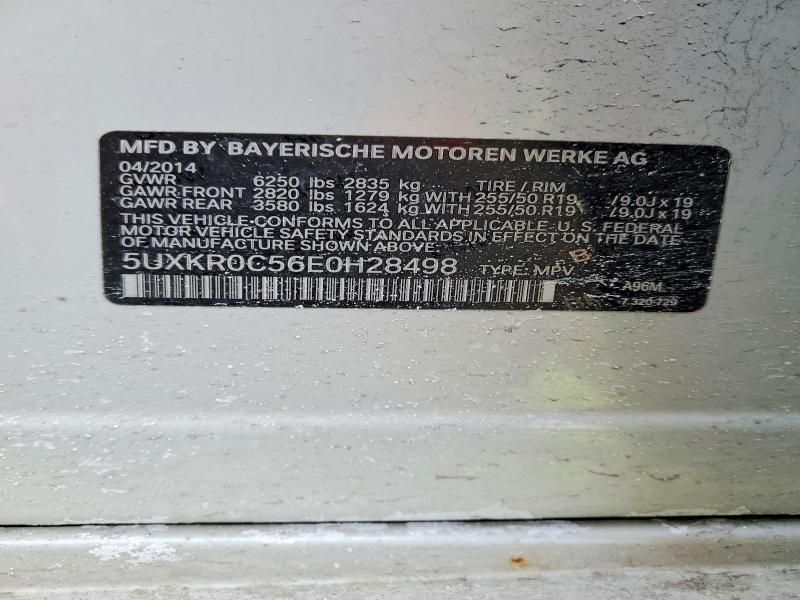 MFD BY BAYERISCHE MOTOREN WERKE AG
04/2014
GVWR 6250 lbs 2835 kg TIRE / RIM
GAWR FRONT 2820 lbs 1279 kg WITH 255/50 R19 /9.0J x 19
GAWR REAR 3580 lbs 1624 kg WITH 255/50 R19 /9.0J x 19
THIS VEHICLE CONFORMS TO ALL APPLICABLE U.S. FEDERAL
MOTOR VEHICLE SAFETY STANDARDS IN EFFECT ON THE DATE
OF MANUFACTURE SHOWN ABOVE:
5UXKR0C56E0H28498 TYPE: MPV B
A96M
7 320 729